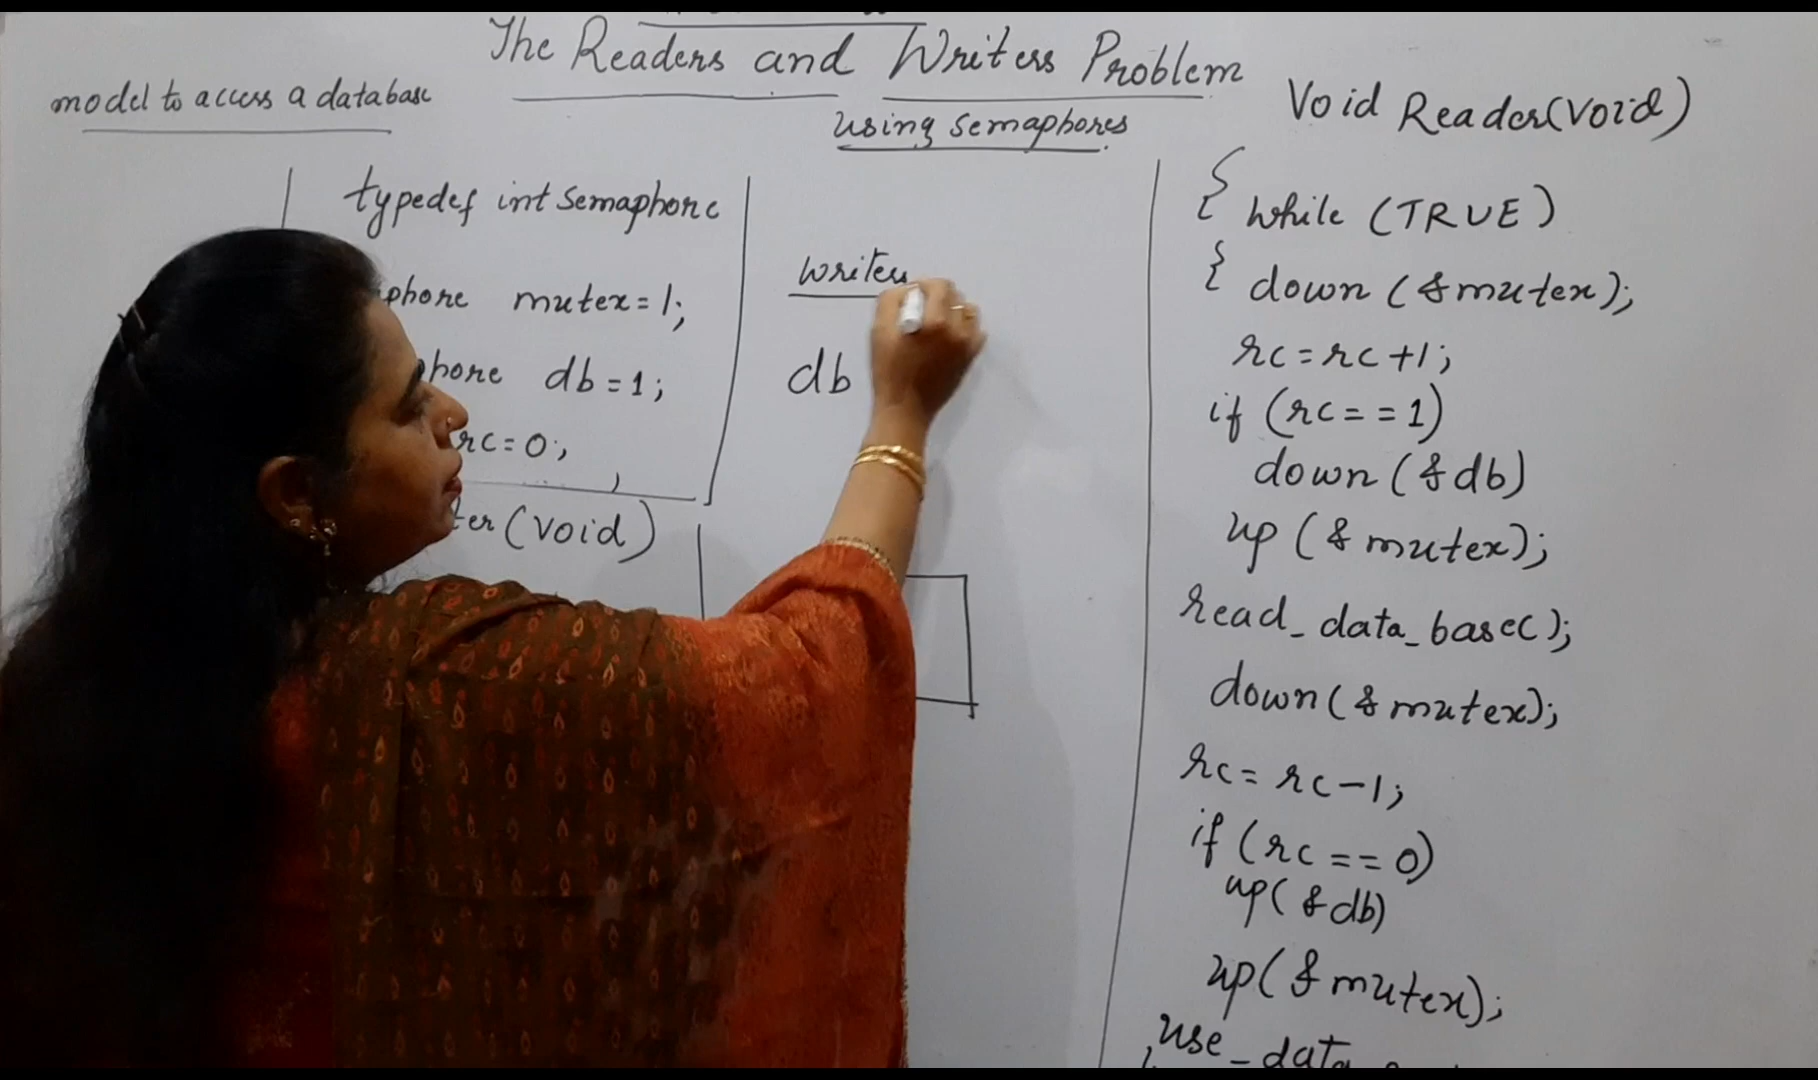 The Readers and Writers Problem
using semaphores
model to access a database
typedef int semaphore
phore mutex=1;
phore db=1;
rc=0;
ter(void)
writer
db
Void Reader(void)
{ while (TRUE)
{ down (&mutex);
rc=rc+1;
if (rc==1)
down (&db)
up (&mutex);
read_data_base();
down(&mutex);
rc=rc-1;
if (rc==0)
up(&db)
up(&mutex);
use_data